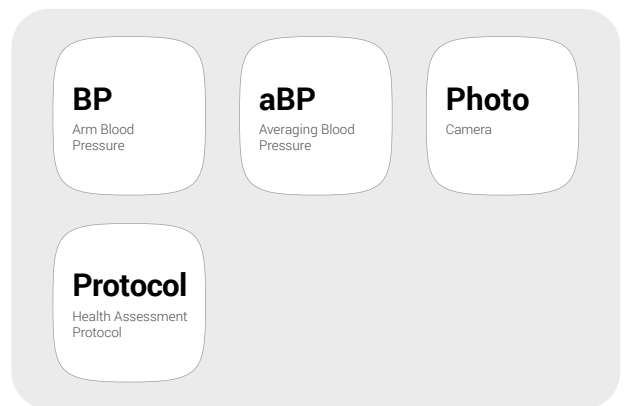 BP
Arm Blood
Pressure
aBP
Averaging Blood
Pressure
Photo
Camera
Protocol
Health Assessment
Protocol